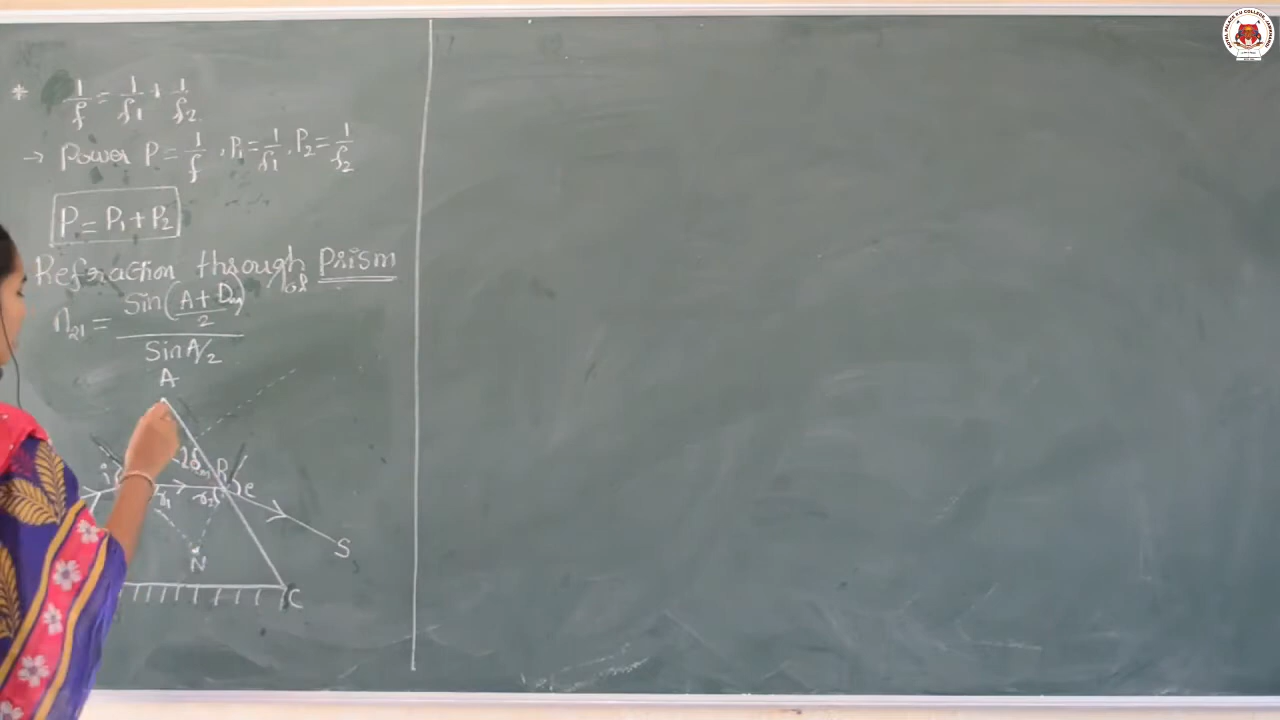 * 1/f = 1/f1 + 1/f2
→ Power P = 1/f , P1 = 1/f1 , P2 = 1/f2
P = P1 + P2
Refraction through Prism
n21 = Sin(A + Dm / 2) / Sin A/2
A
i r1 r2 R e
N S
C